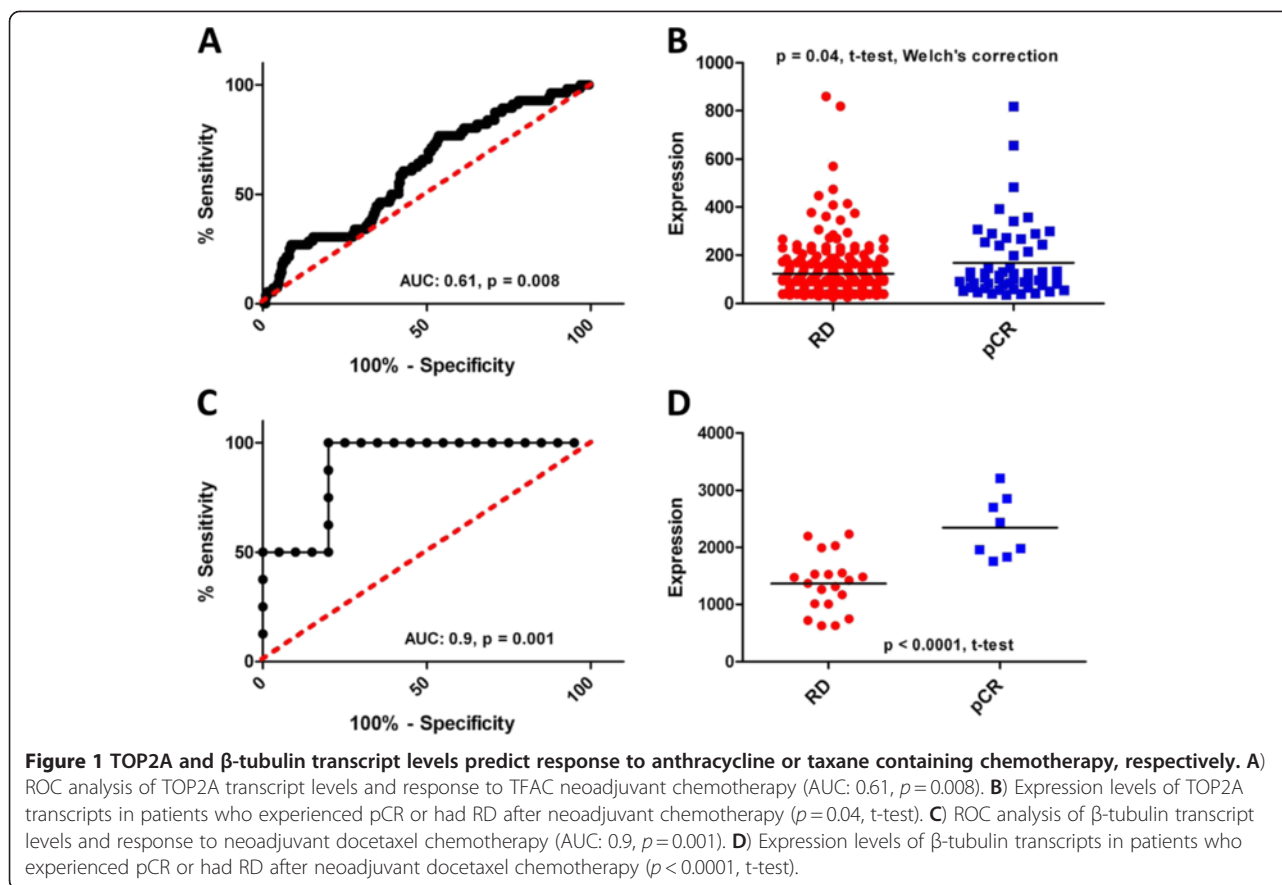 A
% Sensitivity
100
50
0
0
50
100
100% - Specificity
AUC: 0.61, p = 0.008
B
p = 0.04, t-test, Welch's correction
Expression
1000
800
600
400
200
0
RD
pCR
C
% Sensitivity
100
50
0
0
50
100
100% - Specificity
AUC: 0.9, p = 0.001
D
Expression
4000
3000
2000
1000
0
RD
pCR
p < 0.0001, t-test
Figure 1 TOP2A and β-tubulin transcript levels predict response to anthracycline or taxane containing chemotherapy, respectively. A)
ROC analysis of TOP2A transcript levels and response to TFAC neoadjuvant chemotherapy (AUC: 0.61, p = 0.008). B) Expression levels of TOP2A
transcripts in patients who experienced pCR or had RD after neoadjuvant chemotherapy (p = 0.04, t-test). C) ROC analysis of β-tubulin transcript
levels and response to neoadjuvant docetaxel chemotherapy (AUC: 0.9, p = 0.001). D) Expression levels of β-tubulin transcripts in patients who
experienced pCR or had RD after neoadjuvant docetaxel chemotherapy (p < 0.0001, t-test).